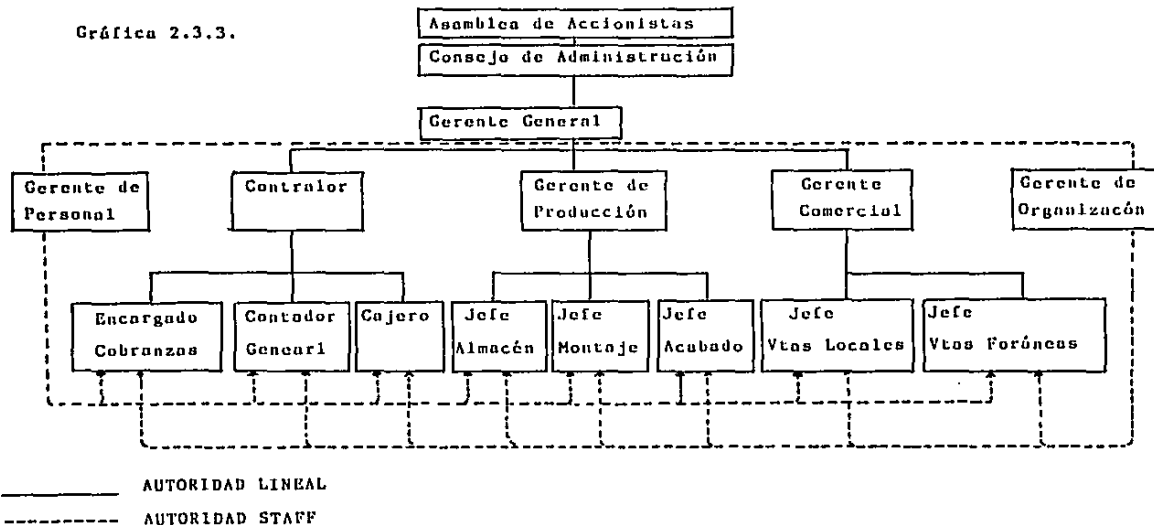 Gráfica 2.3.3.
Asamblea de Accionistas
Consejo de Administrución
Gerente General
Gerente de
Personal
Contralor
Gerente de
Producción
Gerente
Comercial
Gerente de
Organizacón
Encargado
Cobranzas
Contador
Genearl
Cajero
Jefe
Almacén
Jefe
Montaje
Jefe
Acabado
Jefe
Vtas Locales
Jefe
Vtas Foráneas
AUTORIDAD LINEAL
AUTORIDAD STAFF